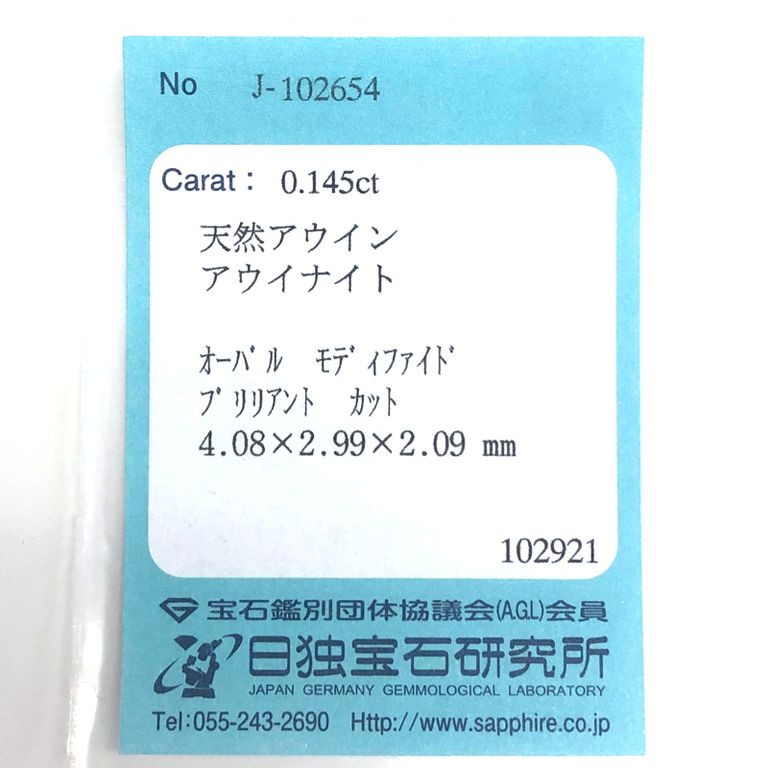 No J-102654
Carat: 0.145ct
天然アウイン
アウイナイト
ｵｰﾊﾞﾙ ﾓﾃﾞｨﾌｧｲﾄﾞ
ﾌﾞﾘﾘｱﾝﾄ ｶｯﾄ
4.08×2.99×2.09 mm
102921
宝石鑑別団体協議会(A.G.L)会員
日独宝石研究所
JAPAN GERMANY GEMMOLOGICAL LABORATORY
Tel:055-243-2690 Http://www.sapphire.co.jp